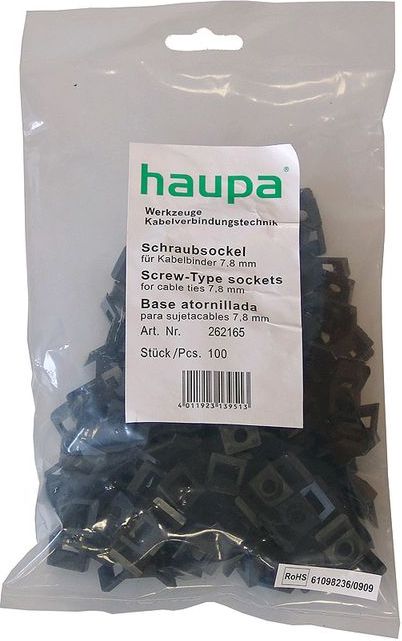 haupa®
Werkzeuge
Kabelverbindungstechnik
Schraubsockel
für Kabelbinder 7,8 mm
Screw-Type sockets
for cable ties 7,8 mm
Base atornillada
para sujetacables 7,8 mm
Art. Nr. 262165
Stück/Pcs. 100
4 011923 139513
RoHS 61098236/0909